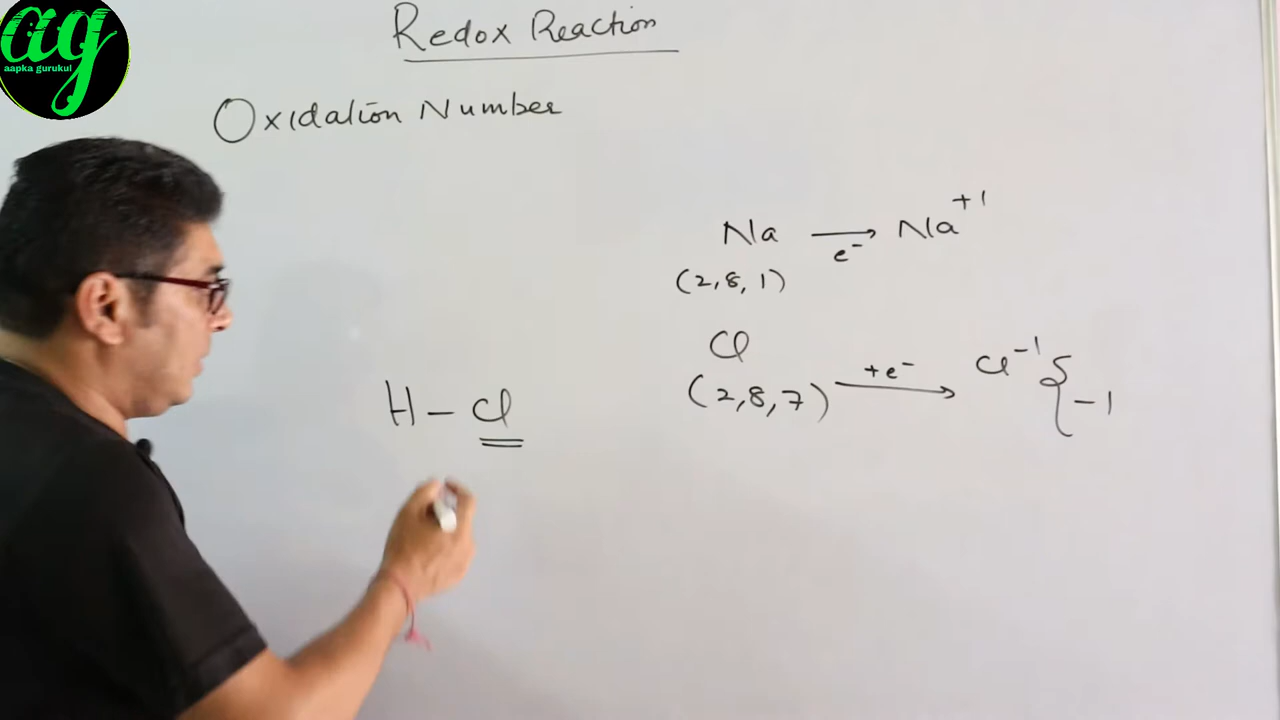 ag
aapka gurukul
Redox Reaction
Oxidation Number
Na → Na⁺¹
e⁻
(2,8,1)
Cl
(2,8,7) +e⁻ → Cl⁻¹ { -1
H - Cl